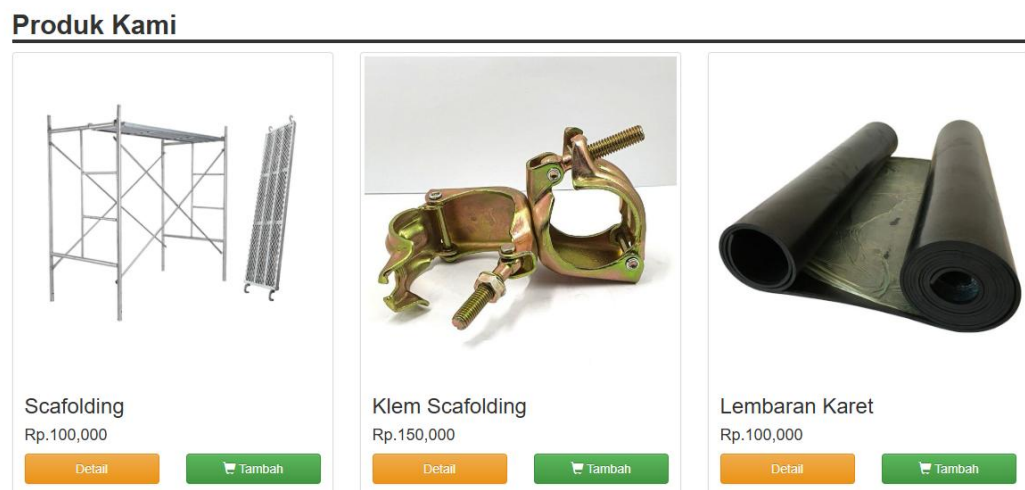 Produk Kami
Scafolding
Rp.100,000
Detail
Tambah
Klem Scafolding
Rp.150,000
Detail
Tambah
Lembaran Karet
Rp.100,000
Detail
Tambah